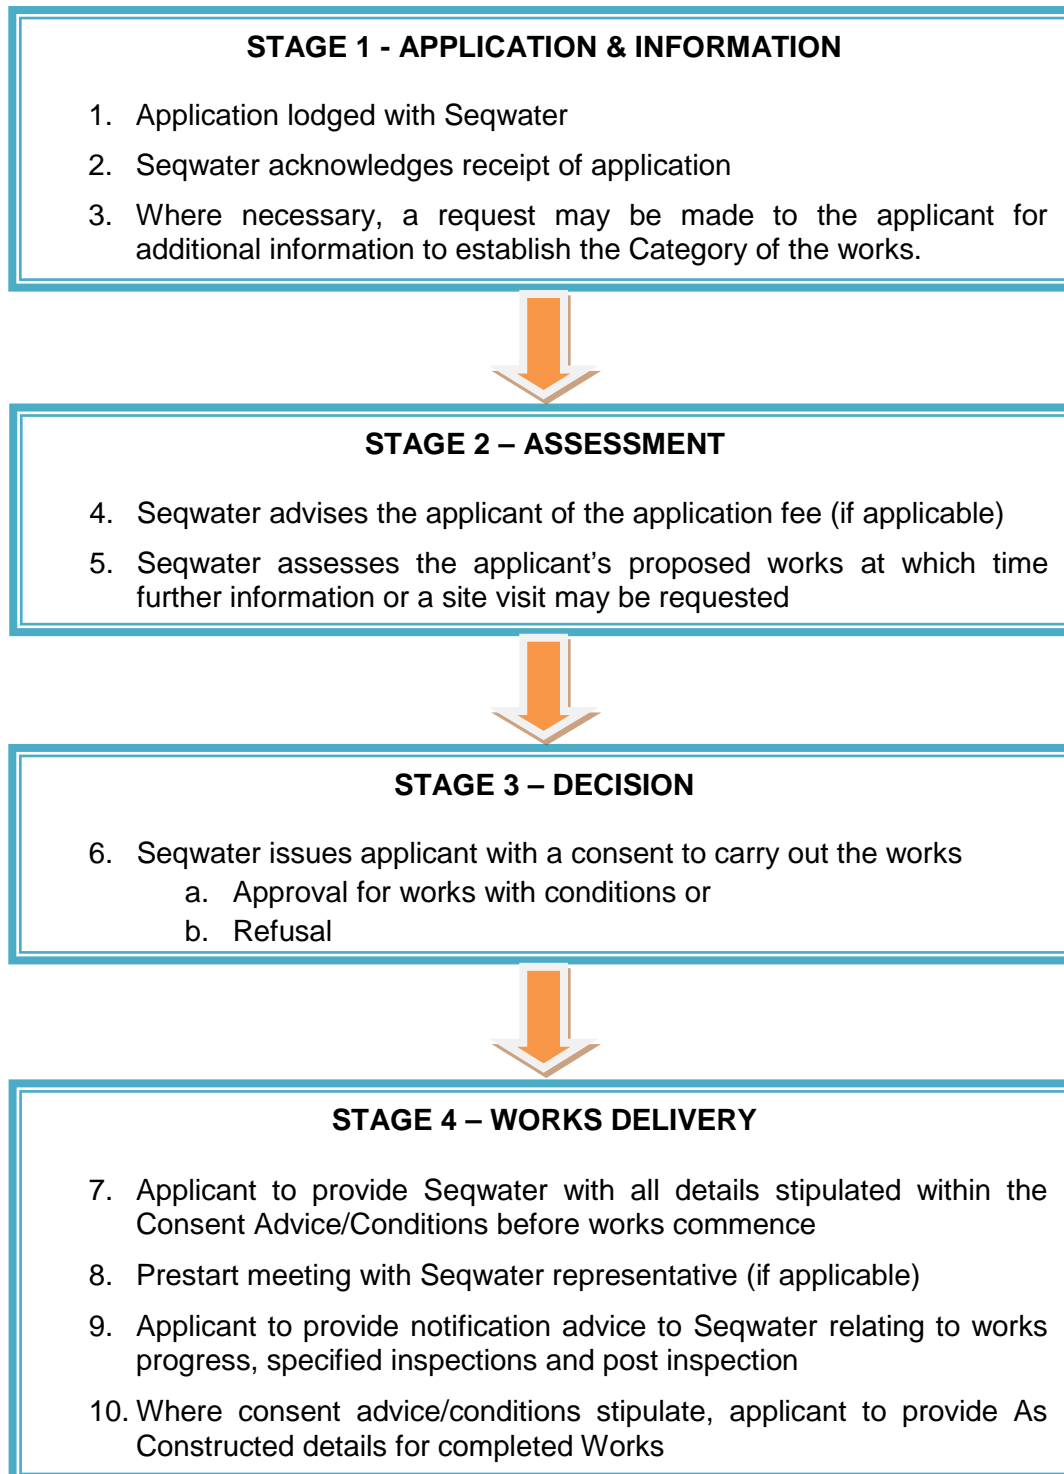 STAGE 1 - APPLICATION & INFORMATION
1. Application lodged with Seqwater
2. Seqwater acknowledges receipt of application
3. Where necessary, a request may be made to the applicant for
additional information to establish the Category of the works.
STAGE 2 – ASSESSMENT
4. Seqwater advises the applicant of the application fee (if applicable)
5. Seqwater assesses the applicant’s proposed works at which time
further information or a site visit may be requested
STAGE 3 – DECISION
6. Seqwater issues applicant with a consent to carry out the works
a. Approval for works with conditions or
b. Refusal
STAGE 4 – WORKS DELIVERY
7. Applicant to provide Seqwater with all details stipulated within the
Consent Advice/Conditions before works commence
8. Prestart meeting with Seqwater representative (if applicable)
9. Applicant to provide notification advice to Seqwater relating to works
progress, specified inspections and post inspection
10. Where consent advice/conditions stipulate, applicant to provide As
Constructed details for completed Works